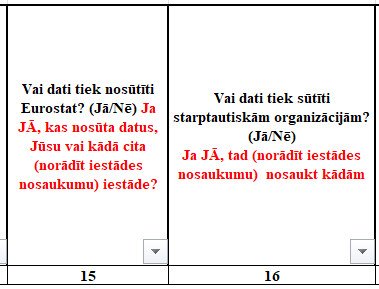 Vai dati tiek nosūtīti
Eurostat? (Jā/Nē) Ja
JĀ, kas nosūta datus,
Jūsu vai kāda cita
(norādīt iestādes
nosaukumu) iestāde?
15
Vai dati tiek sūtīti
starptautiskām organizācijām?
(Jā/Nē)
Ja JĀ, tad (norādīt iestādes
nosaukumu) nosaukt kādām
16